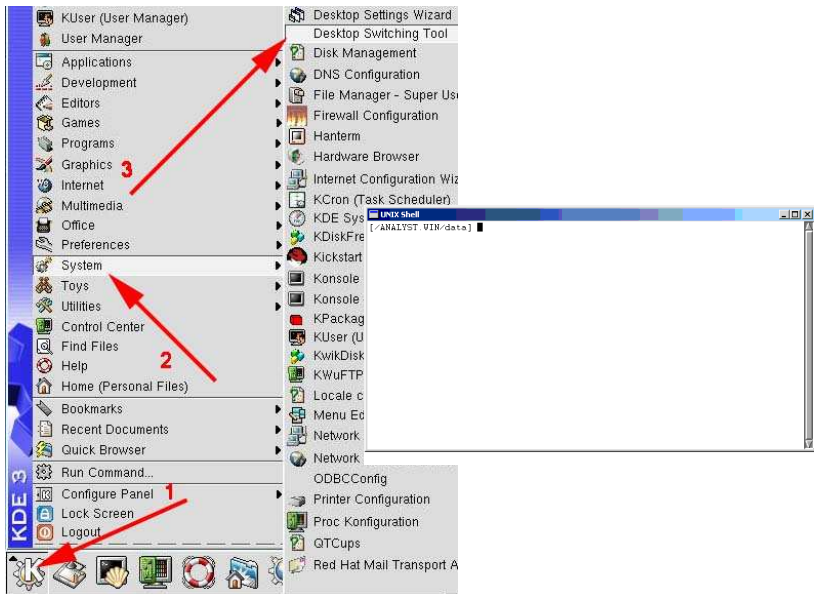 KUser (User Manager)
User Manager
Applications
Development
Editors
Games
Programs
Graphics
Internet
Multimedia
Office
Preferences
System
Toys
Utilities
Control Center
Find Files
Help
Home (Personal Files)
Bookmarks
Recent Documents
Quick Browser
Run Command...
Configure Panel
Lock Screen
Logout
KDE 3
K
3
2
1
Desktop Settings Wizard
Desktop Switching Tool
Disk Management
DNS Configuration
File Manager - Super Us
Firewall Configuration
Hanterm
Hardware Browser
Internet Configuration Wiz
KCron (Task Scheduler)
KDE Sys
KDiskFre
Kickstart
Konsole
Konsole
KPackag
KUser (U
KwikDisk
KWuFTP
Locale c
Menu Ed
Network
Network
ODBCConfig
Printer Configuration
Proc Konfiguration
QTCups
Red Hat Mail Transport A
UNIX Shell
[/ANALYST.WIN/data]